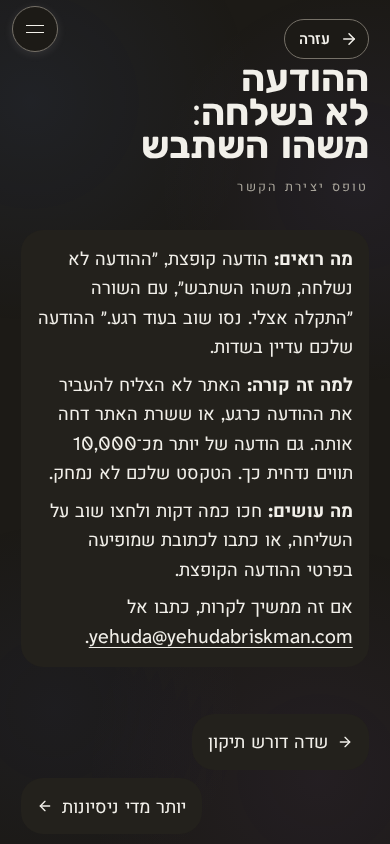 עזרה
ההודעה
לא נשלחה:
משהו השתבש
טופס יצירת הקשר
מה רואים: הודעה קופצת, "ההודעה לא
נשלחה, משהו השתבש", עם השורה
"התקלה אצלי. נסו שוב בעוד רגע." ההודעה
שלכם עדיין בשדות.
למה זה קורה: האתר לא הצליח להעביר
את ההודעה כרגע, או ששרת האתר דחה
אותה. גם הודעה של יותר מכ־10,000
תווים נדחית כך. הטקסט שלכם לא נמחק.
מה עושים: חכו כמה דקות ולחצו שוב על
השליחה, או כתבו לכתובת שמופיעה
בפרטי ההודעה הקופצת.
אם זה ממשיך לקרות, כתבו אל
yehuda@yehudabriskman.com.
שדה דורש תיקון
יותר מדי ניסיונות